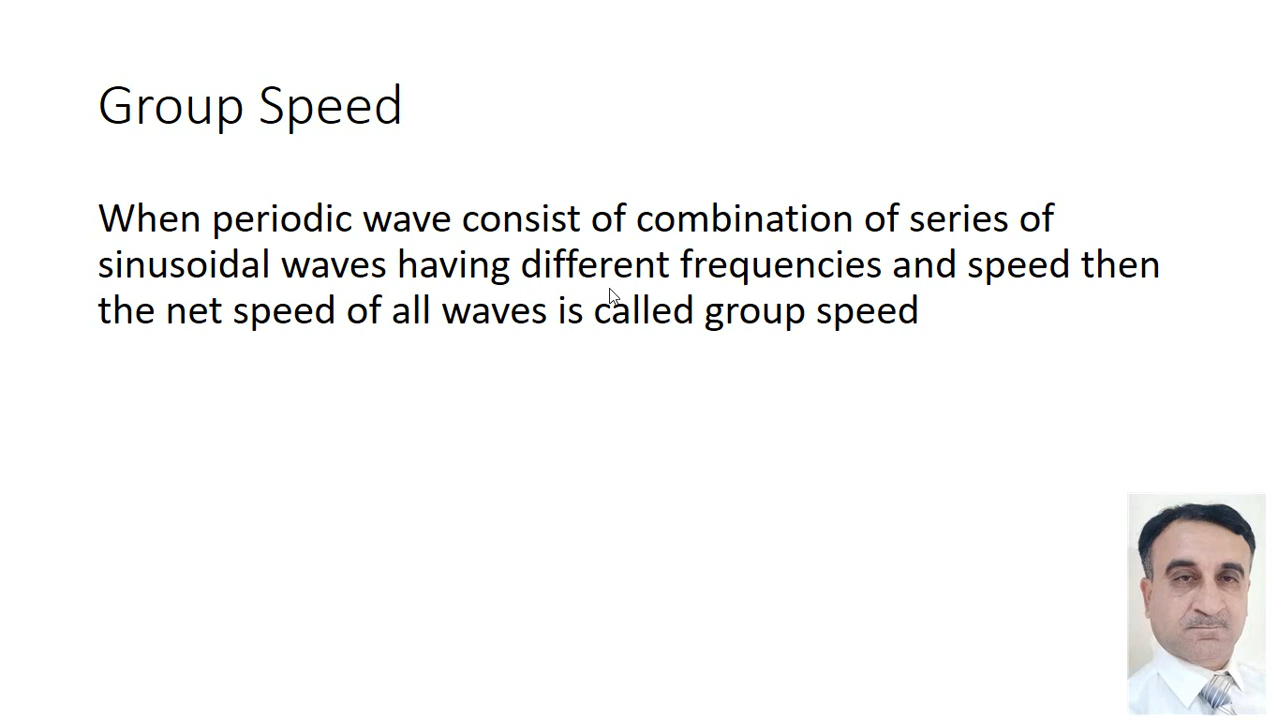 Group Speed
When periodic wave consist of combination of series of
sinusoidal waves having different frequencies and speed then
the net speed of all waves is called group speed